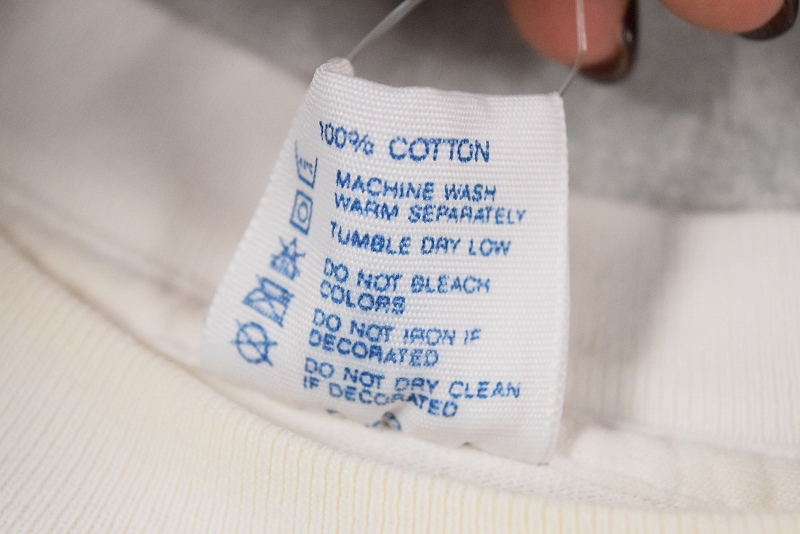 100% COTTON
MACHINE WASH
WARM SEPARATELY
TUMBLE DRY LOW
DO NOT BLEACH
COLORS
DO NOT IRON IF
DECORATED
DO NOT DRY CLEAN
IF DECORATED